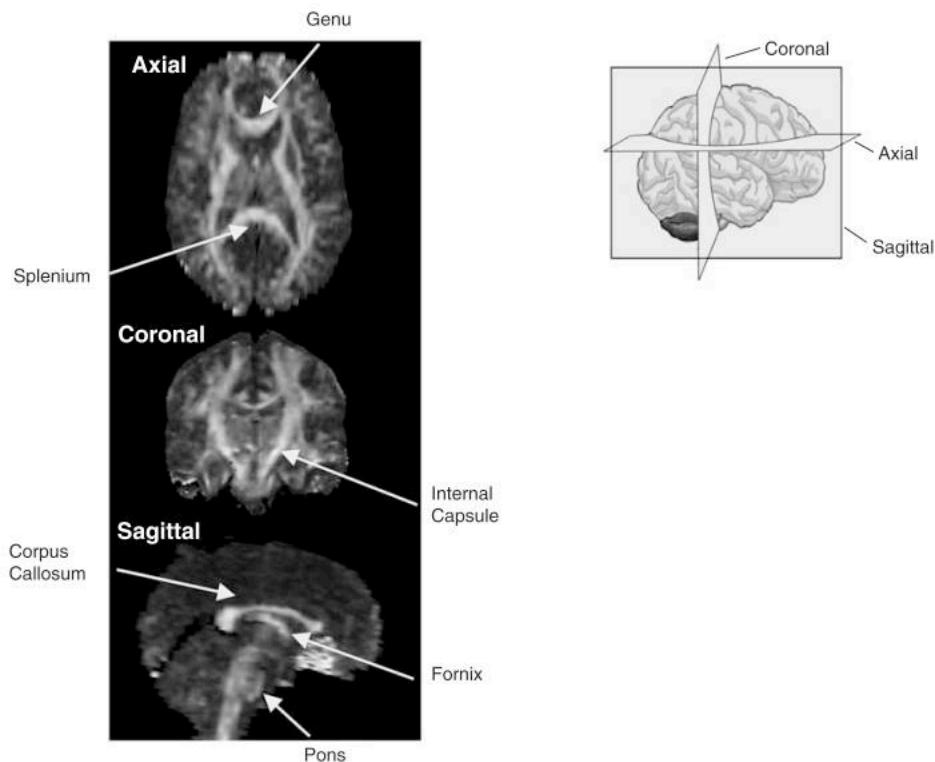 Genu
Axial
Splenium
Coronal
Internal
Capsule
Sagittal
Corpus
Callosum
Fornix
Pons
Coronal
Axial
Sagittal